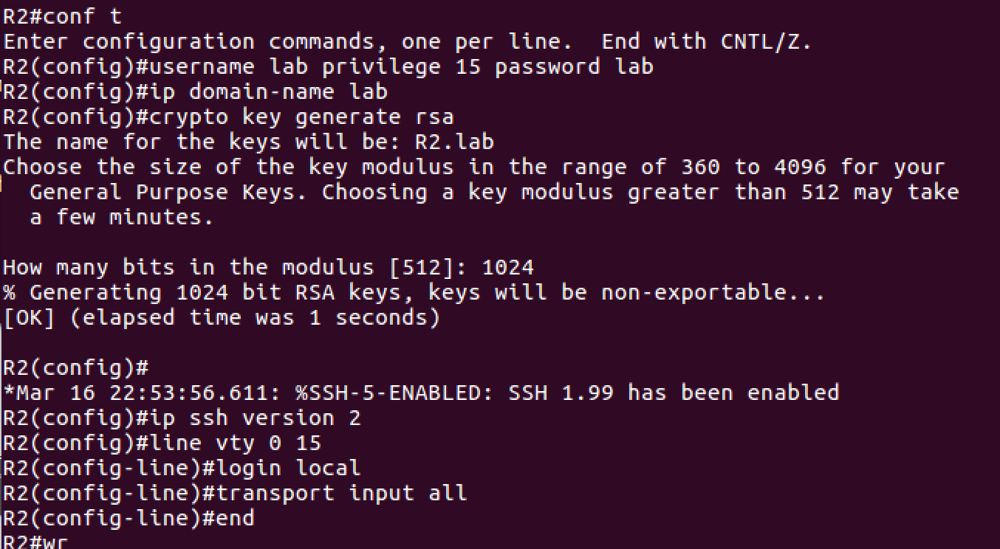 R2#conf t
Enter configuration commands, one per line.  End with CNTL/Z.
R2(config)#username lab privilege 15 password lab
R2(config)#ip domain-name lab
R2(config)#crypto key generate rsa
The name for the keys will be: R2.lab
Choose the size of the key modulus in the range of 360 to 4096 for your
  General Purpose Keys. Choosing a key modulus greater than 512 may take
  a few minutes.

How many bits in the modulus [512]: 1024
% Generating 1024 bit RSA keys, keys will be non-exportable...
[OK] (elapsed time was 1 seconds)

R2(config)#
*Mar 16 22:53:56.611: %SSH-5-ENABLED: SSH 1.99 has been enabled
R2(config)#ip ssh version 2
R2(config)#line vty 0 15
R2(config-line)#login local
R2(config-line)#transport input all
R2(config-line)#end
R2#wr